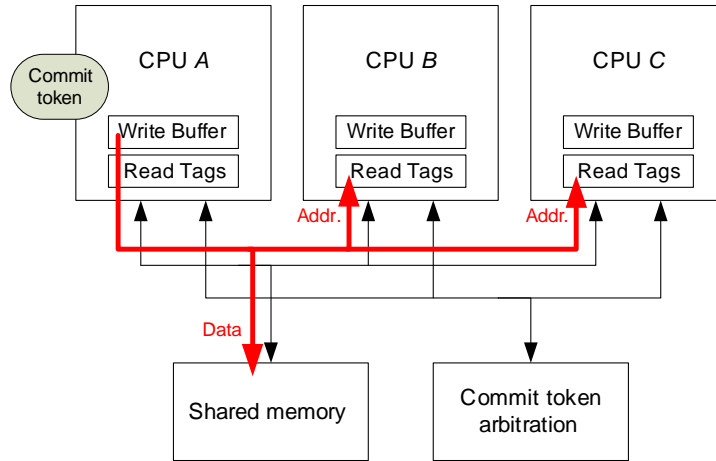 CPU A
CPU B
CPU C
Commit
token
Write Buffer
Write Buffer
Write Buffer
Read Tags
Read Tags
Read Tags
Addr.
Addr.
Data
Shared memory
Commit token
arbitration